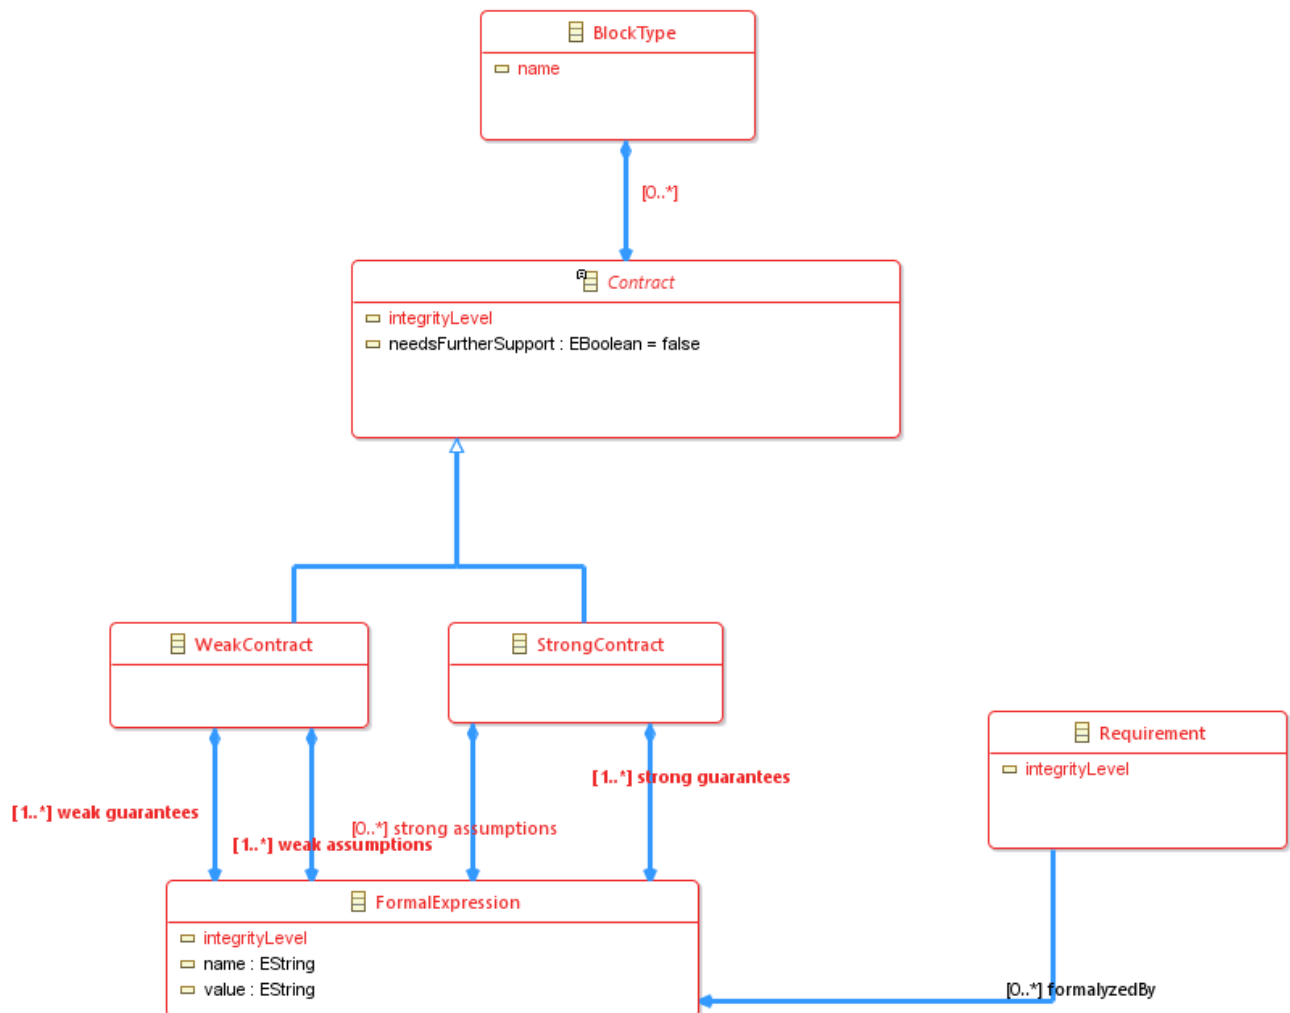 BlockType
name
[0..*]
Contract
integrityLevel
needsFurtherSupport : EBoolean = false
WeakContract
StrongContract
Requirement
integrityLevel
[1..*] strong guarantees
[1..*] weak guarantees
[0..*] strong assumptions
[1..*] weak assumptions
FormalExpression
integrityLevel
name : EString
value : EString
[0..*] formalyzedBy